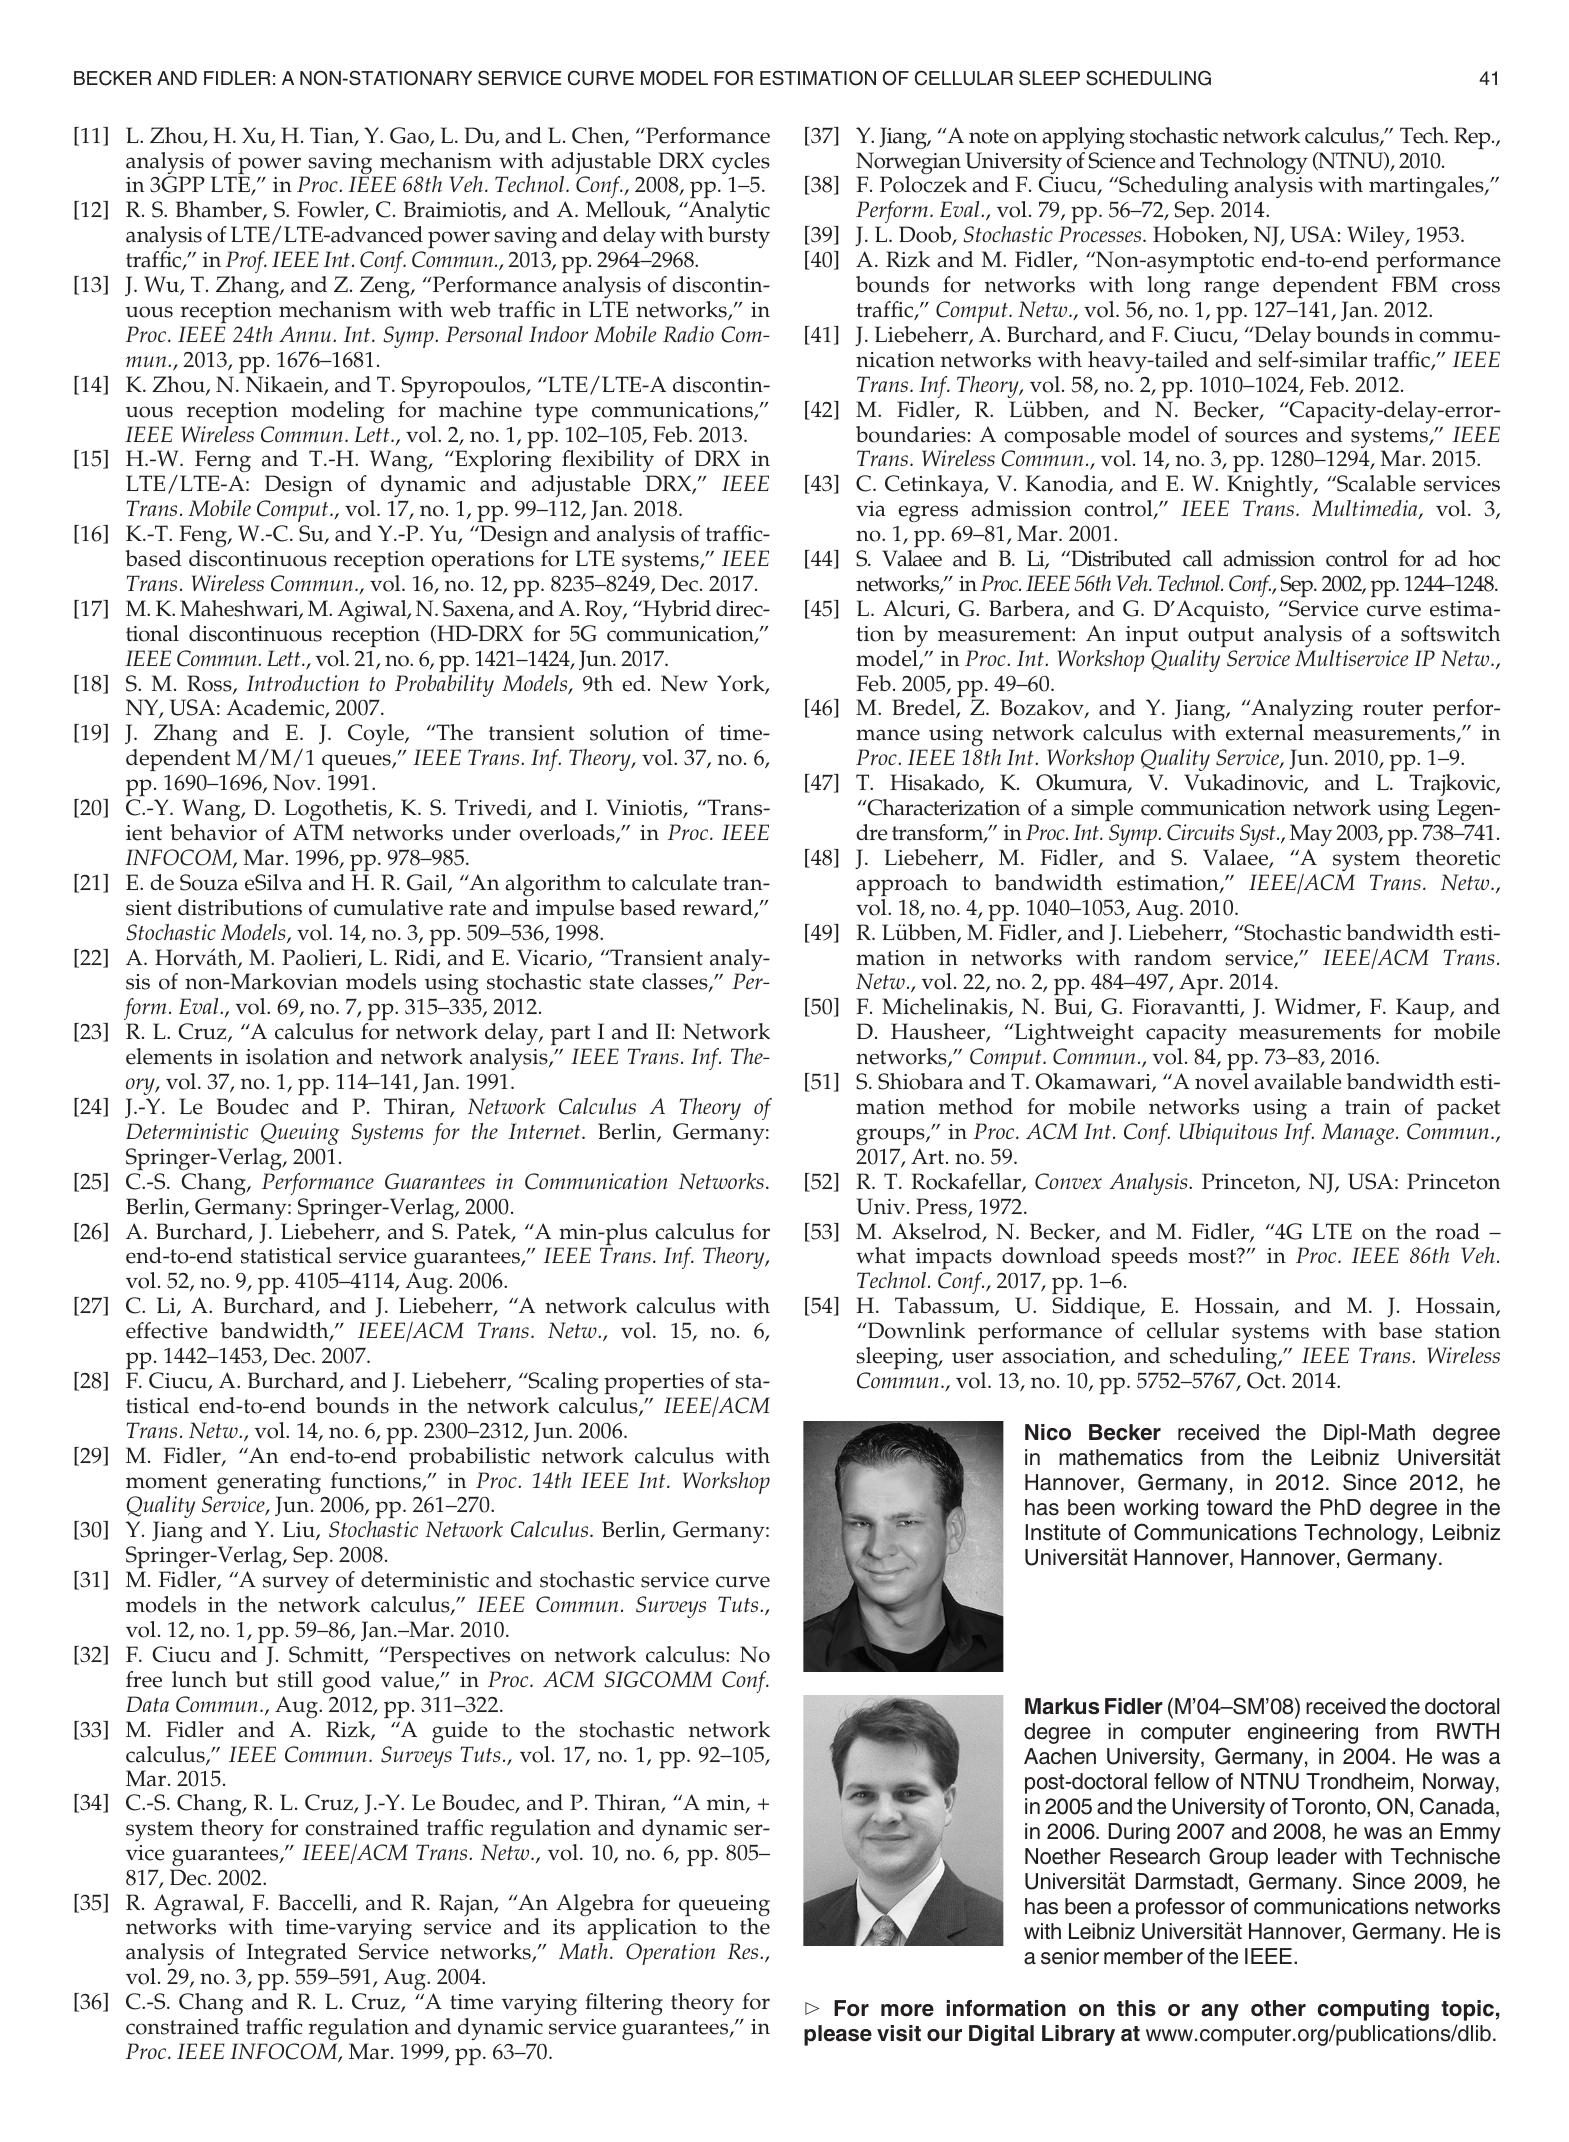 BECKER AND FIDLER: A NON-STATIONARY SERVICE CURVE MODEL FOR ESTIMATION OF CELLULAR SLEEP SCHEDULING 41
[11] L. Zhou, H. Xu, H. Tian, Y. Gao, L. Du, and L. Chen, “Performance
analysis of power saving mechanism with adjustable DRX cycles
in 3GPP LTE,” in Proc. IEEE 68th Veh. Technol. Conf., 2008, pp. 1–5.
[12] R. S. Bhamber, S. Fowler, C. Braimiotis, and A. Mellouk, “Analytic
analysis of LTE/LTE-advanced power saving and delay with bursty
traffic,” in Prof. IEEE Int. Conf. Commun., 2013, pp. 2964–2968.
[13] J. Wu, T. Zhang, and Z. Zeng, “Performance analysis of discontin-
uous reception mechanism with web traffic in LTE networks,” in
Proc. IEEE 24th Annu. Int. Symp. Personal Indoor Mobile Radio Com-
mun., 2013, pp. 1676–1681.
[14] K. Zhou, N. Nikaein, and T. Spyropoulos, “LTE/LTE-A discontin-
uous reception modeling for machine type communications,”
IEEE Wireless Commun. Lett., vol. 2, no. 1, pp. 102–105, Feb. 2013.
[15] H.-W. Ferng and T.-H. Wang, “Exploring flexibility of DRX in
LTE/LTE-A: Design of dynamic and adjustable DRX,” IEEE
Trans. Mobile Comput., vol. 17, no. 1, pp. 99–112, Jan. 2018.
[16] K.-T. Feng, W.-C. Su, and Y.-P. Yu, “Design and analysis of traffic-
based discontinuous reception operations for LTE systems,” IEEE
Trans. Wireless Commun., vol. 16, no. 12, pp. 8235–8249, Dec. 2017.
[17] M. K. Maheshwari, M. Agiwal, N. Saxena, and A. Roy, “Hybrid direc-
tional discontinuous reception (HD-DRX for 5G communication,”
IEEE Commun. Lett., vol. 21, no. 6, pp. 1421–1424, Jun. 2017.
[18] S. M. Ross, Introduction to Probability Models, 9th ed. New York,
NY, USA: Academic, 2007.
[19] J. Zhang and E. J. Coyle, “The transient solution of time-
dependent M/M/1 queues,” IEEE Trans. Inf. Theory, vol. 37, no. 6,
pp. 1690–1696, Nov. 1991.
[20] C.-Y. Wang, D. Logothetis, K. S. Trivedi, and I. Viniotis, “Trans-
ient behavior of ATM networks under overloads,” in Proc. IEEE
INFOCOM, Mar. 1996, pp. 978–985.
[21] E. de Souza eSilva and H. R. Gail, “An algorithm to calculate tran-
sient distributions of cumulative rate and impulse based reward,”
Stochastic Models, vol. 14, no. 3, pp. 509–536, 1998.
[22] A. Horváth, M. Paolieri, L. Ridi, and E. Vicario, “Transient analy-
sis of non-Markovian models using stochastic state classes,” Per-
form. Eval., vol. 69, no. 7, pp. 315–335, 2012.
[23] R. L. Cruz, “A calculus for network delay, part I and II: Network
elements in isolation and network analysis,” IEEE Trans. Inf. The-
ory, vol. 37, no. 1, pp. 114–141, Jan. 1991.
[24] J.-Y. Le Boudec and P. Thiran, Network Calculus A Theory of
Deterministic Queuing Systems for the Internet. Berlin, Germany:
Springer-Verlag, 2001.
[25] C.-S. Chang, Performance Guarantees in Communication Networks.
Berlin, Germany: Springer-Verlag, 2000.
[26] A. Burchard, J. Liebeherr, and S. Patek, “A min-plus calculus for
end-to-end statistical service guarantees,” IEEE Trans. Inf. Theory,
vol. 52, no. 9, pp. 4105–4114, Aug. 2006.
[27] C. Li, A. Burchard, and J. Liebeherr, “A network calculus with
effective bandwidth,” IEEE/ACM Trans. Netw., vol. 15, no. 6,
pp. 1442–1453, Dec. 2007.
[28] F. Ciucu, A. Burchard, and J. Liebeherr, “Scaling properties of sta-
tistical end-to-end bounds in the network calculus,” IEEE/ACM
Trans. Netw., vol. 14, no. 6, pp. 2300–2312, Jun. 2006.
[29] M. Fidler, “An end-to-end probabilistic network calculus with
moment generating functions,” in Proc. 14th IEEE Int. Workshop
Quality Service, Jun. 2006, pp. 261–270.
[30] Y. Jiang and Y. Liu, Stochastic Network Calculus. Berlin, Germany:
Springer-Verlag, Sep. 2008.
[31] M. Fidler, “A survey of deterministic and stochastic service curve
models in the network calculus,” IEEE Commun. Surveys Tuts.,
vol. 12, no. 1, pp. 59–86, Jan.–Mar. 2010.
[32] F. Ciucu and J. Schmitt, “Perspectives on network calculus: No
free lunch but still good value,” in Proc. ACM SIGCOMM Conf.
Data Commun., Aug. 2012, pp. 311–322.
[33] M. Fidler and A. Rizk, “A guide to the stochastic network
calculus,” IEEE Commun. Surveys Tuts., vol. 17, no. 1, pp. 92–105,
Mar. 2015.
[34] C.-S. Chang, R. L. Cruz, J.-Y. Le Boudec, and P. Thiran, “A min, +
system theory for constrained traffic regulation and dynamic ser-
vice guarantees,” IEEE/ACM Trans. Netw., vol. 10, no. 6, pp. 805–
817, Dec. 2002.
[35] R. Agrawal, F. Baccelli, and R. Rajan, “An Algebra for queueing
networks with time-varying service and its application to the
analysis of Integrated Service networks,” Math. Operation Res.,
vol. 29, no. 3, pp. 559–591, Aug. 2004.
[36] C.-S. Chang and R. L. Cruz, “A time varying filtering theory for
constrained traffic regulation and dynamic service guarantees,” in
Proc. IEEE INFOCOM, Mar. 1999, pp. 63–70.
[37] Y. Jiang, “A note on applying stochastic network calculus,” Tech. Rep.,
Norwegian University of Science and Technology (NTNU), 2010.
[38] F. Poloczek and F. Ciucu, “Scheduling analysis with martingales,”
Perform. Eval., vol. 79, pp. 56–72, Sep. 2014.
[39] J. L. Doob, Stochastic Processes. Hoboken, NJ, USA: Wiley, 1953.
[40] A. Rizk and M. Fidler, “Non-asymptotic end-to-end performance
bounds for networks with long range dependent FBM cross
traffic,” Comput. Netw., vol. 56, no. 1, pp. 127–141, Jan. 2012.
[41] J. Liebeherr, A. Burchard, and F. Ciucu, “Delay bounds in commu-
nication networks with heavy-tailed and self-similar traffic,” IEEE
Trans. Inf. Theory, vol. 58, no. 2, pp. 1010–1024, Feb. 2012.
[42] M. Fidler, R. Lübben, and N. Becker, “Capacity-delay-error-
boundaries: A composable model of sources and systems,” IEEE
Trans. Wireless Commun., vol. 14, no. 3, pp. 1280–1294, Mar. 2015.
[43] C. Cetinkaya, V. Kanodia, and E. W. Knightly, “Scalable services
via egress admission control,” IEEE Trans. Multimedia, vol. 3,
no. 1, pp. 69–81, Mar. 2001.
[44] S. Valaee and B. Li, “Distributed call admission control for ad hoc
networks,” in Proc. IEEE 56th Veh. Technol. Conf., Sep. 2002, pp. 1244–1248.
[45] L. Alcuri, G. Barbera, and G. D’Acquisto, “Service curve estima-
tion by measurement: An input output analysis of a softswitch
model,” in Proc. Int. Workshop Quality Service Multiservice IP Netw.,
Feb. 2005, pp. 49–60.
[46] M. Bredel, Z. Bozakov, and Y. Jiang, “Analyzing router perfor-
mance using network calculus with external measurements,” in
Proc. IEEE 18th Int. Workshop Quality Service, Jun. 2010, pp. 1–9.
[47] T. Hisakado, K. Okumura, V. Vukadinovic, and L. Trajkovic,
“Characterization of a simple communication network using Legen-
dre transform,” in Proc. Int. Symp. Circuits Syst., May 2003, pp. 738–741.
[48] J. Liebeherr, M. Fidler, and S. Valaee, “A system theoretic
approach to bandwidth estimation,” IEEE/ACM Trans. Netw.,
vol. 18, no. 4, pp. 1040–1053, Aug. 2010.
[49] R. Lübben, M. Fidler, and J. Liebeherr, “Stochastic bandwidth esti-
mation in networks with random service,” IEEE/ACM Trans.
Netw., vol. 22, no. 2, pp. 484–497, Apr. 2014.
[50] F. Michelinakis, N. Bui, G. Fioravantti, J. Widmer, F. Kaup, and
D. Hausheer, “Lightweight capacity measurements for mobile
networks,” Comput. Commun., vol. 84, pp. 73–83, 2016.
[51] S. Shiobara and T. Okamawari, “A novel available bandwidth esti-
mation method for mobile networks using a train of packet
groups,” in Proc. ACM Int. Conf. Ubiquitous Inf. Manage. Commun.,
2017, Art. no. 59.
[52] R. T. Rockafellar, Convex Analysis. Princeton, NJ, USA: Princeton
Univ. Press, 1972.
[53] M. Akselrod, N. Becker, and M. Fidler, “4G LTE on the road –
what impacts download speeds most?” in Proc. IEEE 86th Veh.
Technol. Conf., 2017, pp. 1–6.
[54] H. Tabassum, U. Siddique, E. Hossain, and M. J. Hossain,
“Downlink performance of cellular systems with base station
sleeping, user association, and scheduling,” IEEE Trans. Wireless
Commun., vol. 13, no. 10, pp. 5752–5767, Oct. 2014.
Nico Becker received the Dipl-Math degree
in mathematics from the Leibniz Universität
Hannover, Germany, in 2012. Since 2012, he
has been working toward the PhD degree in the
Institute of Communications Technology, Leibniz
Universität Hannover, Hannover, Germany.
Markus Fidler (M’04–SM’08) received the doctoral
degree in computer engineering from RWTH
Aachen University, Germany, in 2004. He was a
post-doctoral fellow of NTNU Trondheim, Norway,
in 2005 and the University of Toronto, ON, Canada,
in 2006. During 2007 and 2008, he was an Emmy
Noether Research Group leader with Technische
Universität Darmstadt, Germany. Since 2009, he
has been a professor of communications networks
with Leibniz Universität Hannover, Germany. He is
a senior member of the IEEE.
▷ For more information on this or any other computing topic,
please visit our Digital Library at www.computer.org/publications/dlib.